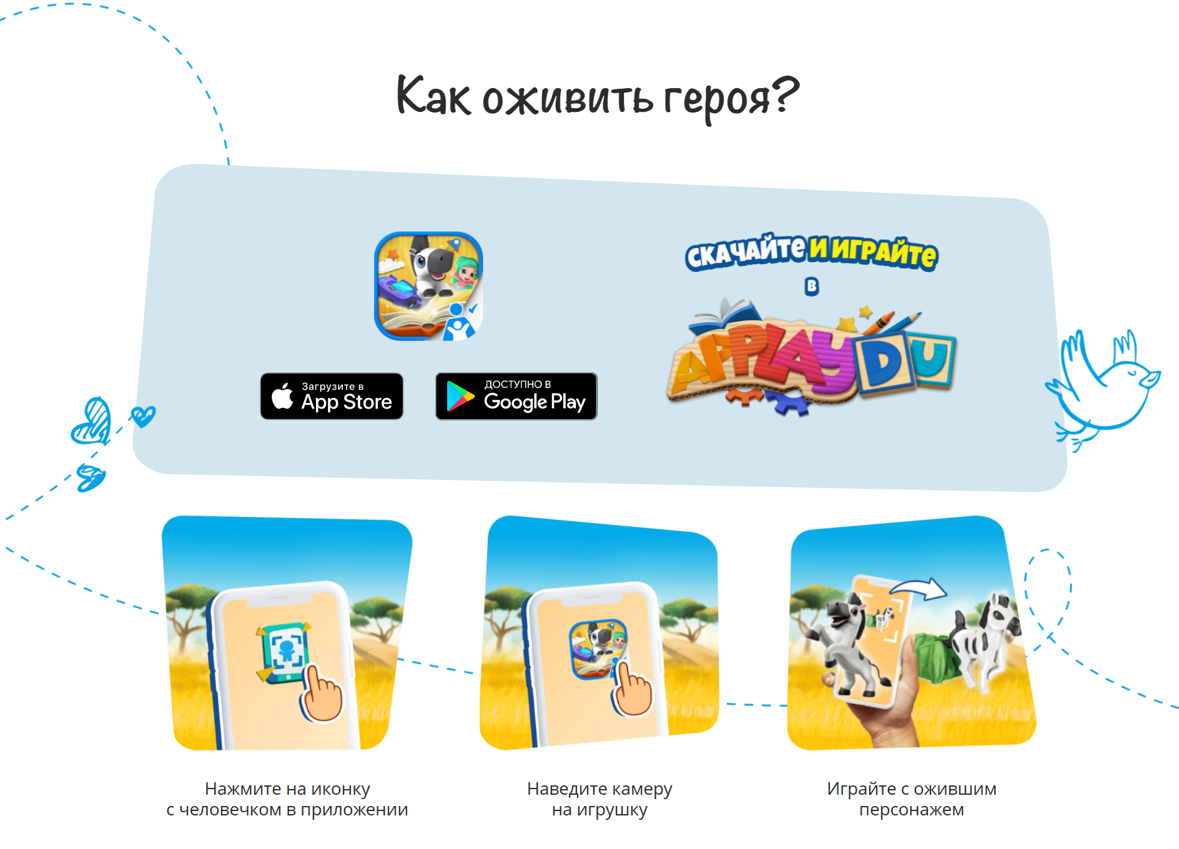 Как оживить героя?
СКАЧАЙТЕ И ИГРАЙТЕ
В
APPLAYDU
Загрузите в
App Store
ДОСТУПНО В
Google Play
Нажмите на иконку
с человечком в приложении
Наведите камеру
на игрушку
Играйте с ожившим
персонажем